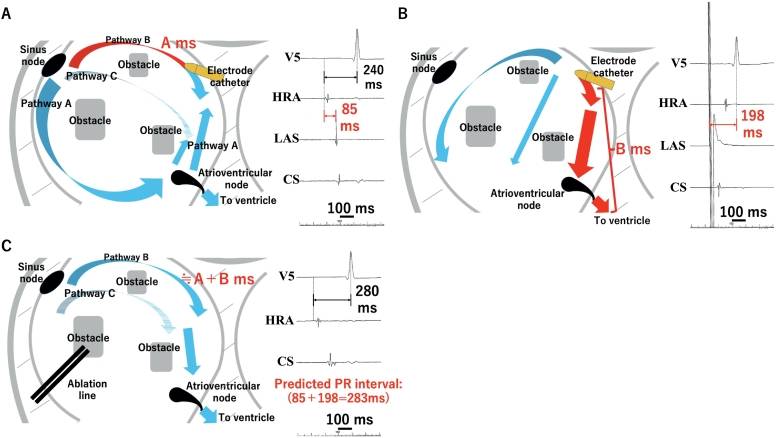 A
Pathway B
A ms
Sinus
node
Obstacle
Electrode
catheter
Pathway C
Pathway A
Obstacle
Obstacle
Pathway A
Atrioventricular
node
To ventricle
V5
240
ms
HRA
85
ms
LAS
CS
100 ms
B
Sinus
node
Obstacle
Electrode
catheter
Obstacle
Obstacle
B ms
Atrioventricular
node
To ventricle
V5
HRA
198
ms
LAS
CS
100 ms
C
Pathway B
Sinus
node
≒A+B ms
Obstacle
Pathway C
Obstacle
Obstacle
Ablation
line
Atrioventricular
node
To ventricle
V5
280
ms
HRA
CS
Predicted PR interval:
(85+198=283ms)
100 ms